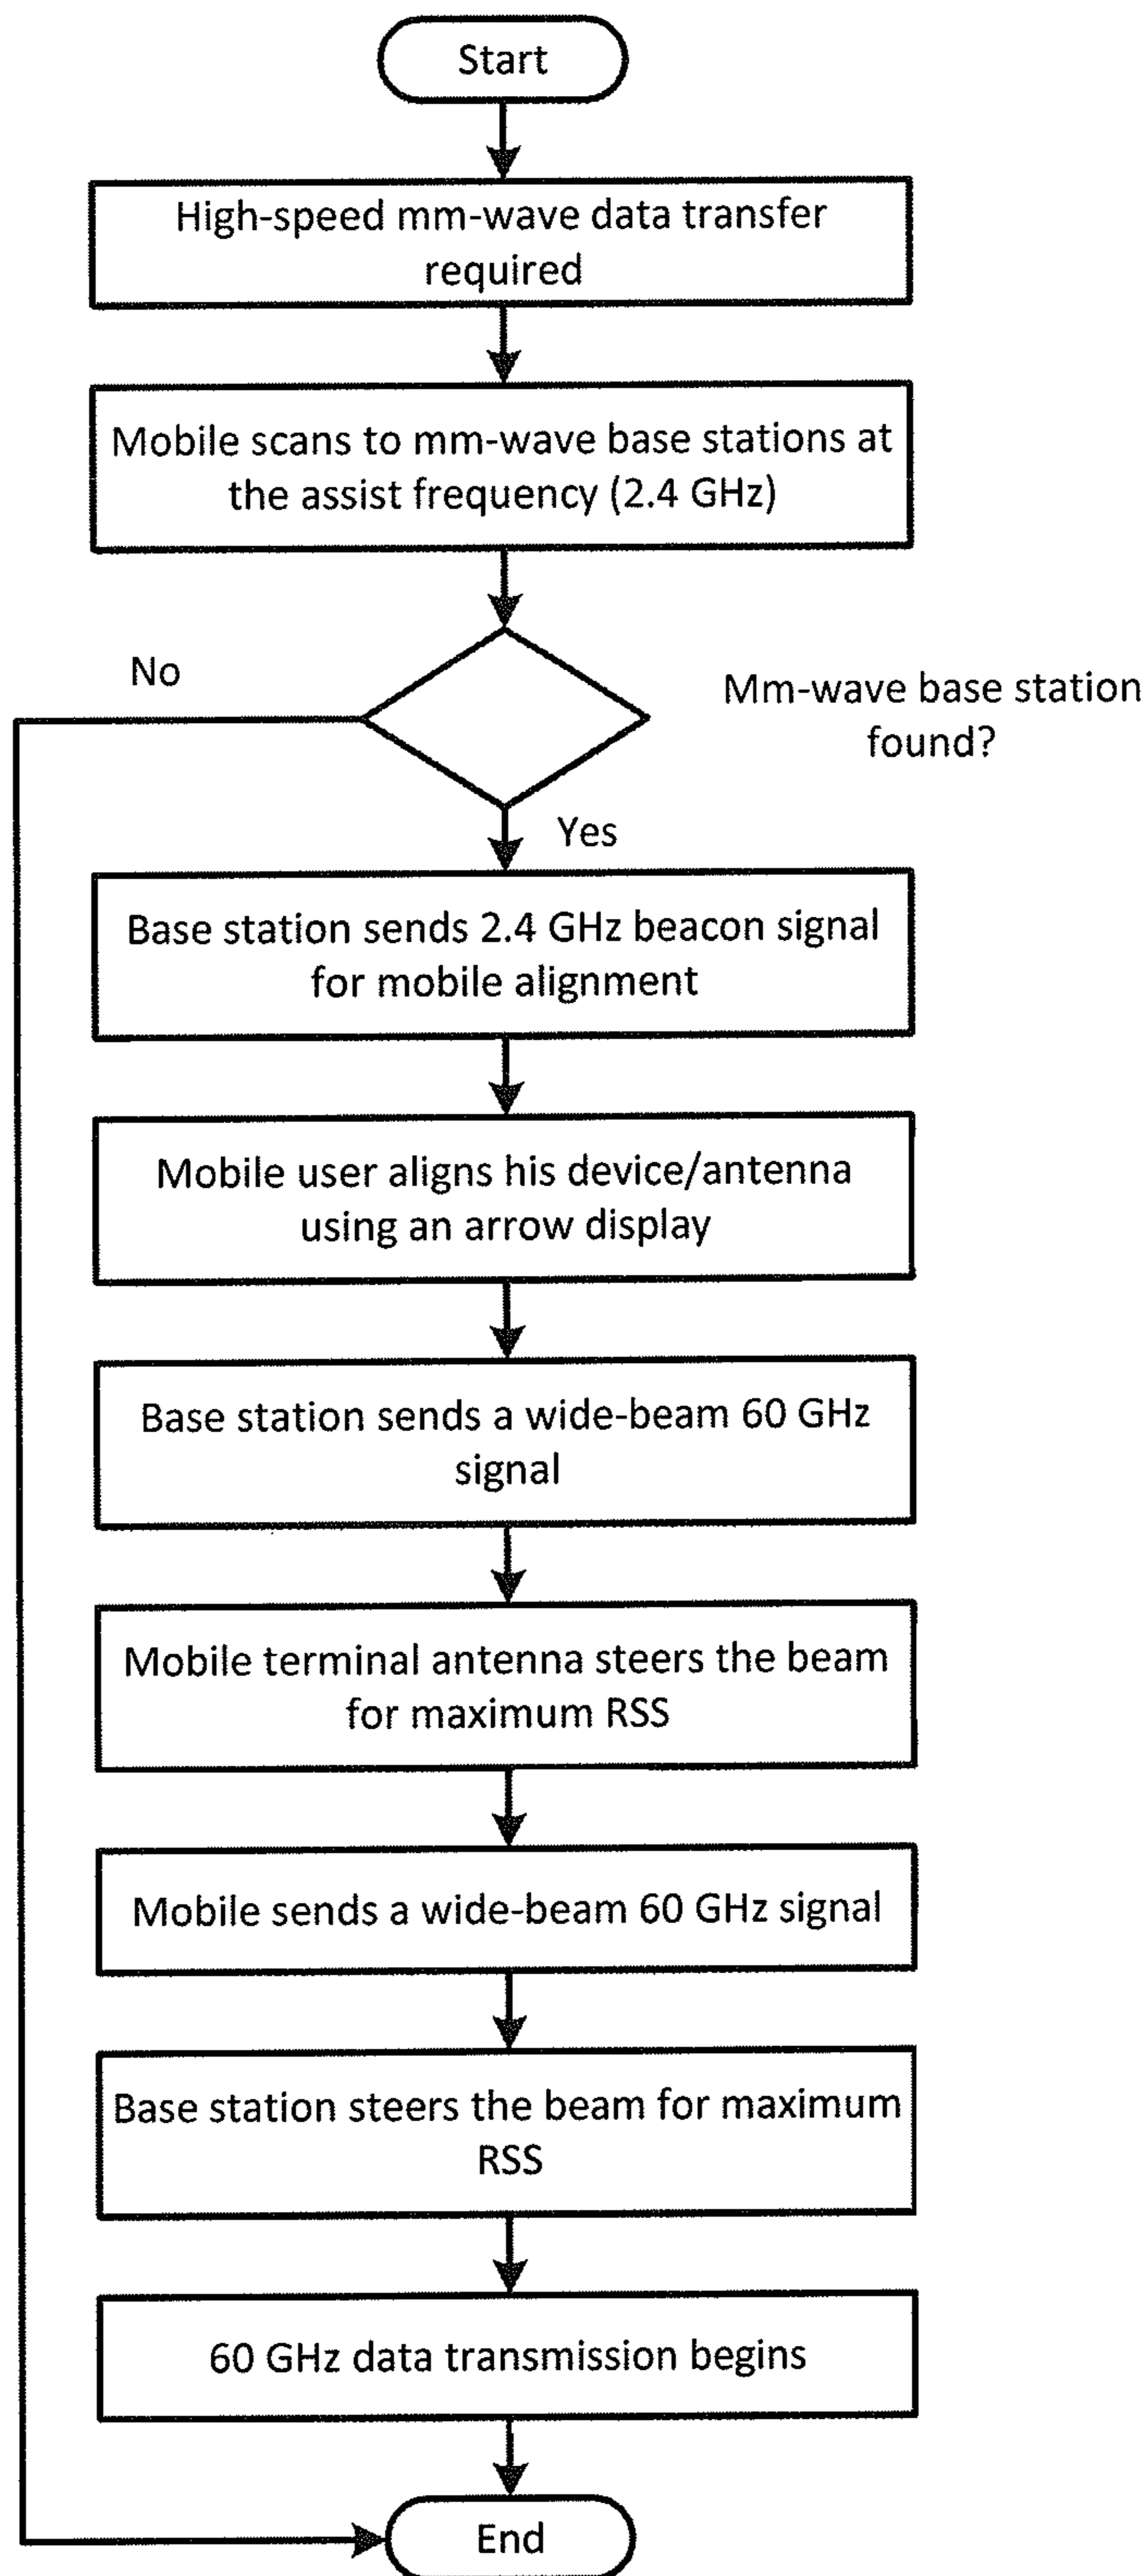 Start
High-speed mm-wave data transfer
required
Mobile scans to mm-wave base stations at
the assist frequency (2.4 GHz)
No
Mm-wave base station
found?
Yes
Base station sends 2.4 GHz beacon signal
for mobile alignment
Mobile user aligns his device/antenna
using an arrow display
Base station sends a wide-beam 60 GHz
signal
Mobile terminal antenna steers the beam
for maximum RSS
Mobile sends a wide-beam 60 GHz signal
Base station steers the beam for maximum
RSS
60 GHz data transmission begins
End